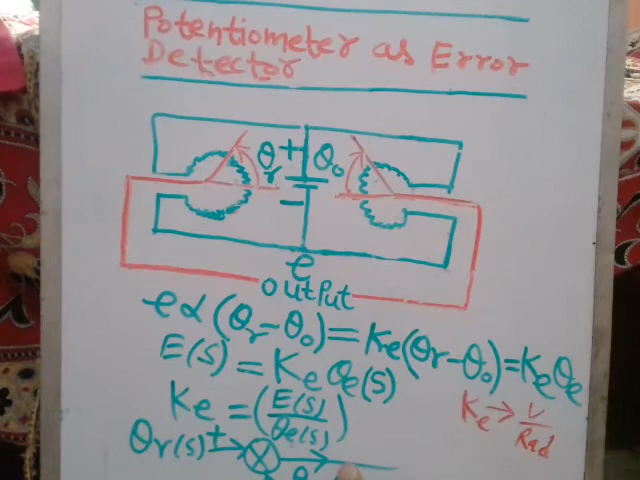 Potentiometer as Error
Detector
θr + θo
−
e
output
e α (θr − θo) = Ke(θr − θo) = Keθe
E(s) = Ke θe(s)
Ke = (E(s)/θe(s))
Ke → V/Rad
θr(s) +